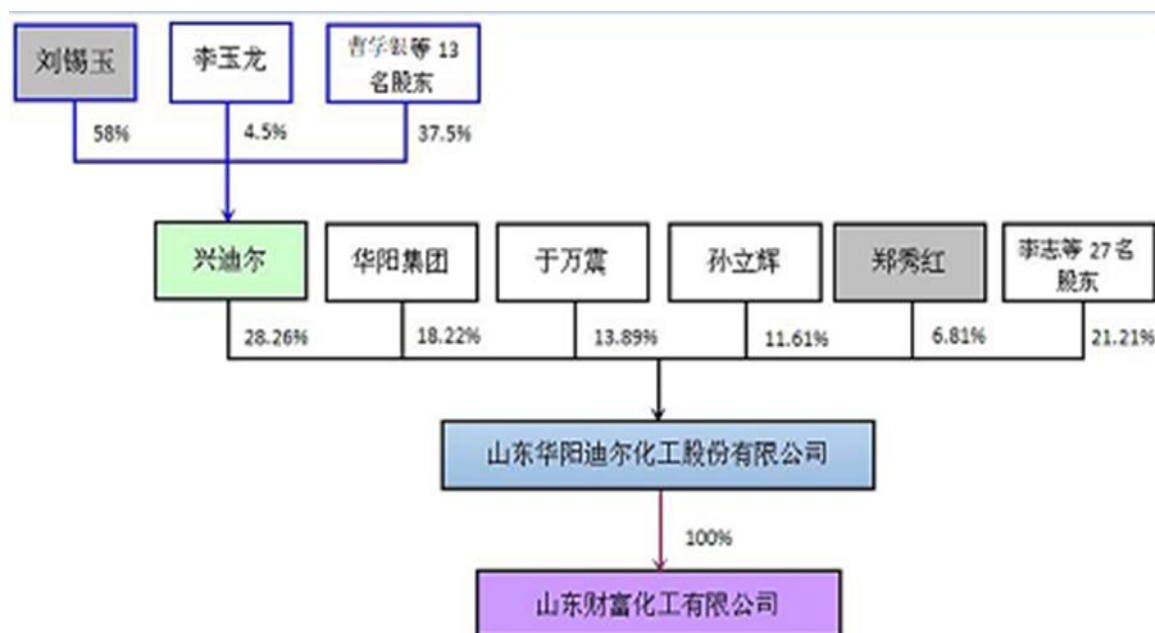 刘锡玉
李玉龙
曹学银等 13
名股东
58%
4.5%
37.5%
兴迪尔
华阳集团
于万震
孙立辉
郑秀红
李志等 27 名
股东
28.26%
18.22%
13.89%
11.61%
6.81%
21.21%
山东华阳迪尔化工股份有限公司
100%
山东财富化工有限公司